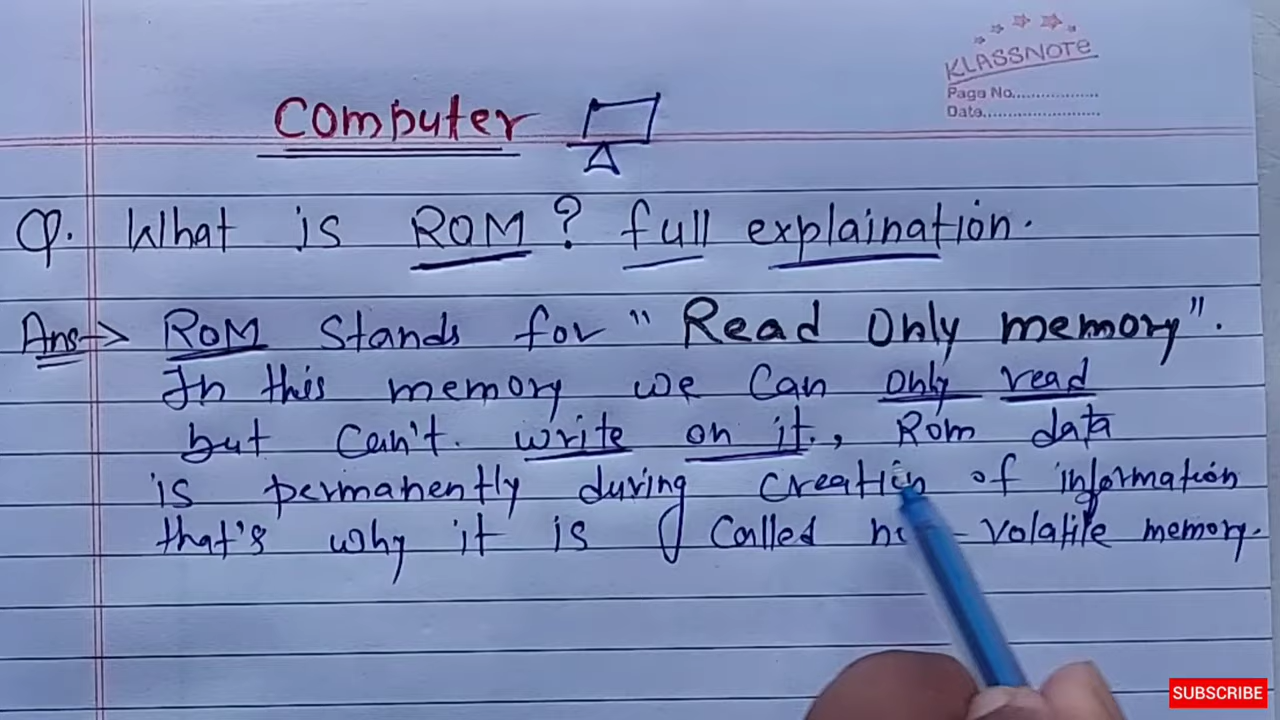 KLASSNOTE
Page No.
Date.
Computer
Q. What is ROM? full explaination.
Ans-> ROM Stands for "Read Only memory".
In this memory we can only read
but can't. write on it., Rom data
is permanently during creation of information
that's why it is called - volatile memory.
SUBSCRIBE